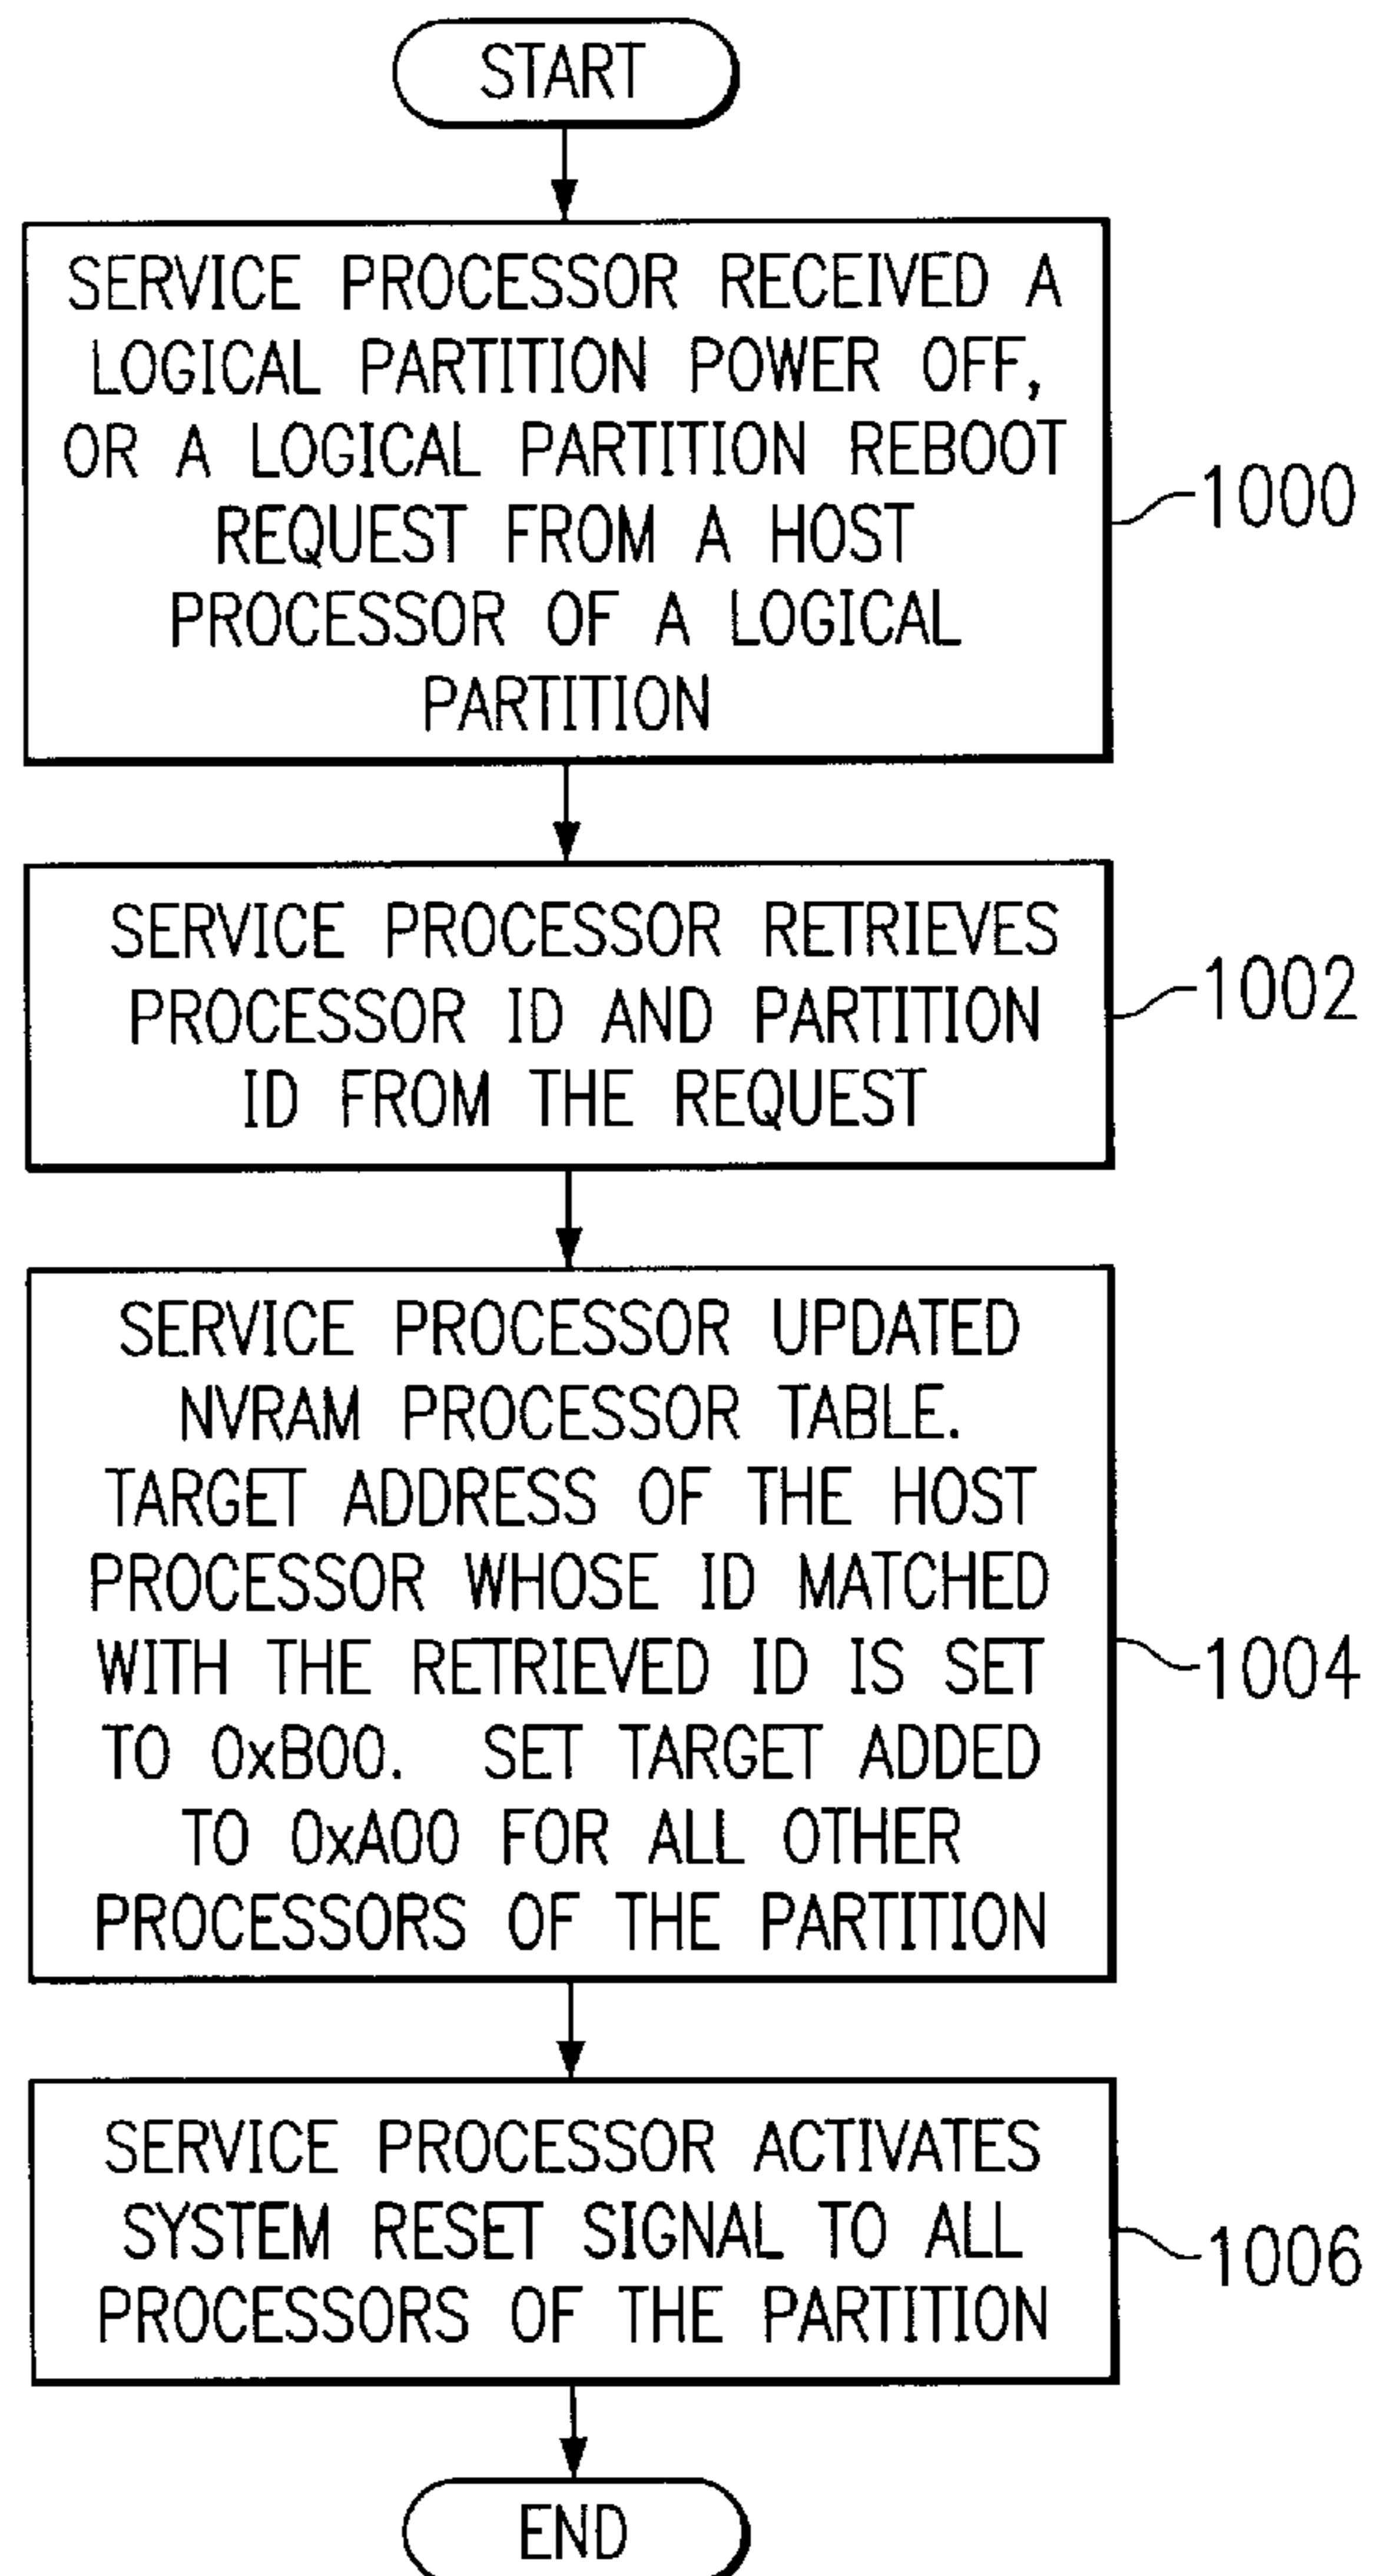 START
SERVICE PROCESSOR RECEIVED A
LOGICAL PARTITION POWER OFF,
OR A LOGICAL PARTITION REBOOT
REQUEST FROM A HOST
PROCESSOR OF A LOGICAL
PARTITION
1000
SERVICE PROCESSOR RETRIEVES
PROCESSOR ID AND PARTITION
ID FROM THE REQUEST
1002
SERVICE PROCESSOR UPDATED
NVRAM PROCESSOR TABLE.
TARGET ADDRESS OF THE HOST
PROCESSOR WHOSE ID MATCHED
WITH THE RETRIEVED ID IS SET
TO 0xB00. SET TARGET ADDED
TO 0xA00 FOR ALL OTHER
PROCESSORS OF THE PARTITION
1004
SERVICE PROCESSOR ACTIVATES
SYSTEM RESET SIGNAL TO ALL
PROCESSORS OF THE PARTITION
1006
END